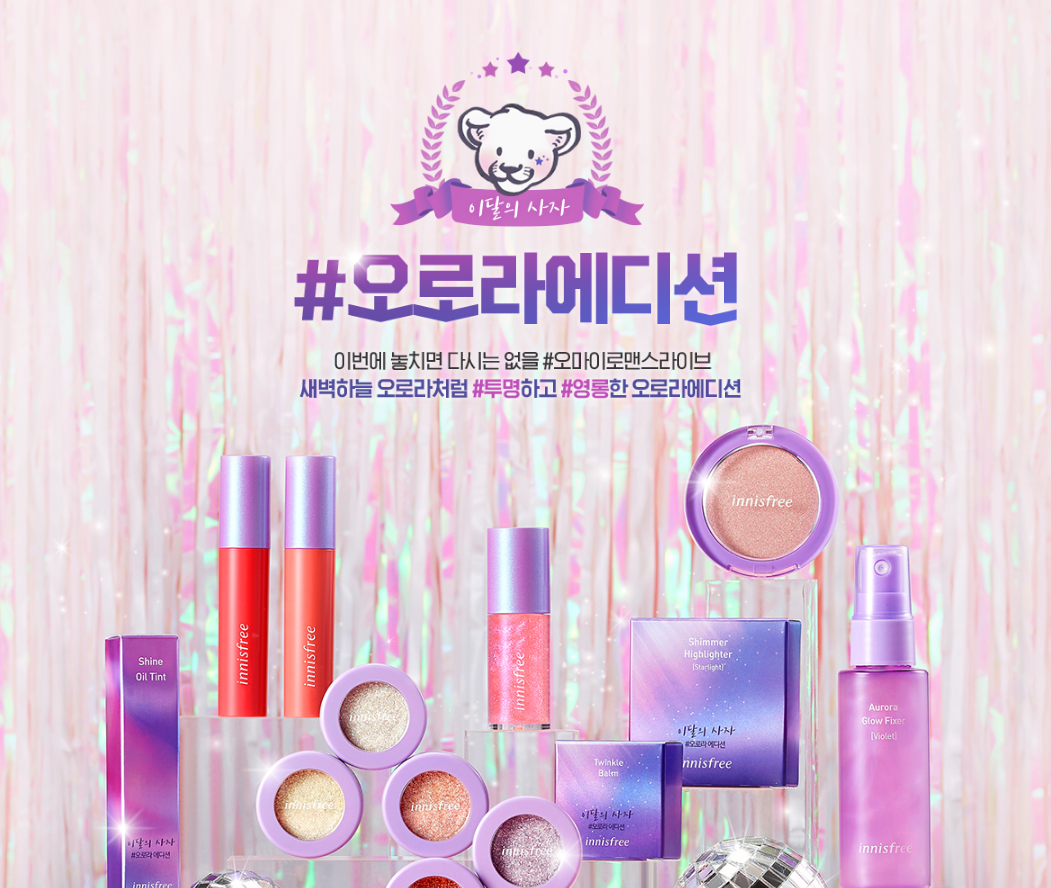 이달의 사자
#오로라에디션
이번에 놓치면 다시는 없을 #오마이로맨스라이브
새벽하늘 오로라처럼 #투명하고 #영롱한 오로라에디션
innisfree
innisfree
innisfree
innisfree
Shine
Oil Tint
이달의 사자
#오로라 에디션
innisfree
innisfree
innisfree
innisfree
innisfree
Shimmer
Highlighter
[Starlight]
이달의 사자
#오로라 에디션
innisfree
Twinkle
Balm
이달의 사자
#오로라 에디션
innisfree
Aurora
Glow Fixer
[Violet]
innisfree